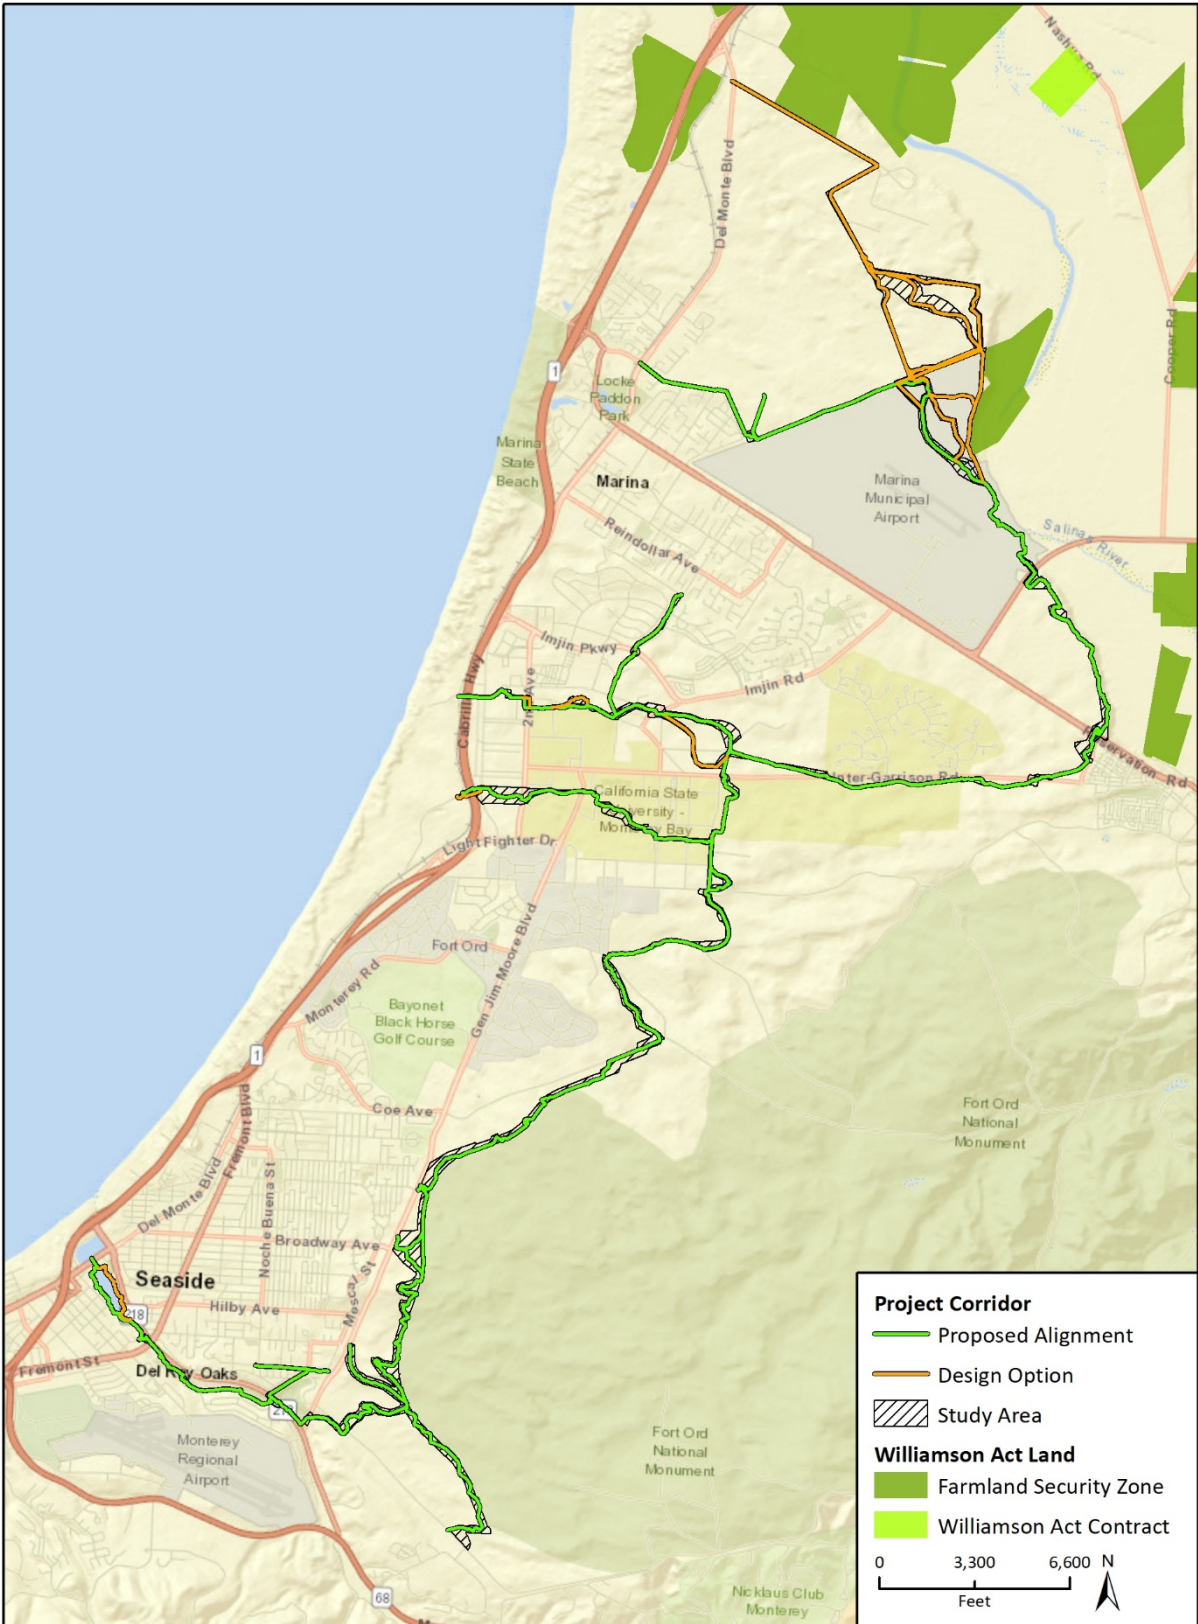 Nashua Rd
Del Monte Blvd
Cooper Rd
1
Locke
Paddon
Park
Marina
State
Beach
Marina
Marina
Municipal
Airport
Reindollar Ave
Salinas River
Imjin Pkwy
Imjin Rd
2nd Ave
Cabrillo Hwy
Reservation Rd
Inter-Garrison Rd
California State
University -
Monterey Bay
Light Fighter Dr
Fort Ord
Gen Jim Moore Blvd
Monterey Rd
Bayonet
Black Horse
Golf Course
1
Coe Ave
Fort Ord
National
Monument
Fremont Blvd
Del Monte Blvd
Noche Buena St
Broadway Ave
Seaside
218
Hilby Ave
Mescal St
Fremont St
Del Rey Oaks
218
Monterey
Regional
Airport
Fort Ord
National
Monument
68
Nicklaus Club
Monterey
Project Corridor
Proposed Alignment
Design Option
Study Area
Williamson Act Land
Farmland Security Zone
Williamson Act Contract
0 3,300 6,600
Feet
N